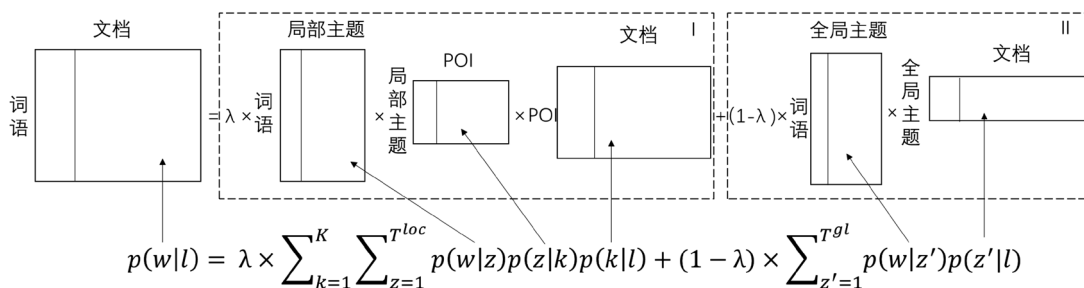 文档
局部主题
文档
I
全局主题
II
文档
POI
词语
=λ×
词语
×
局部主题
×POI
+(1-λ)×
词语
×
全局主题
p(w|l) = λ × ∑_{k=1}^{K} ∑_{z=1}^{T^{loc}} p(w|z)p(z|k)p(k|l) + (1 − λ) × ∑_{z'=1}^{T^{gl}} p(w|z')p(z'|l)